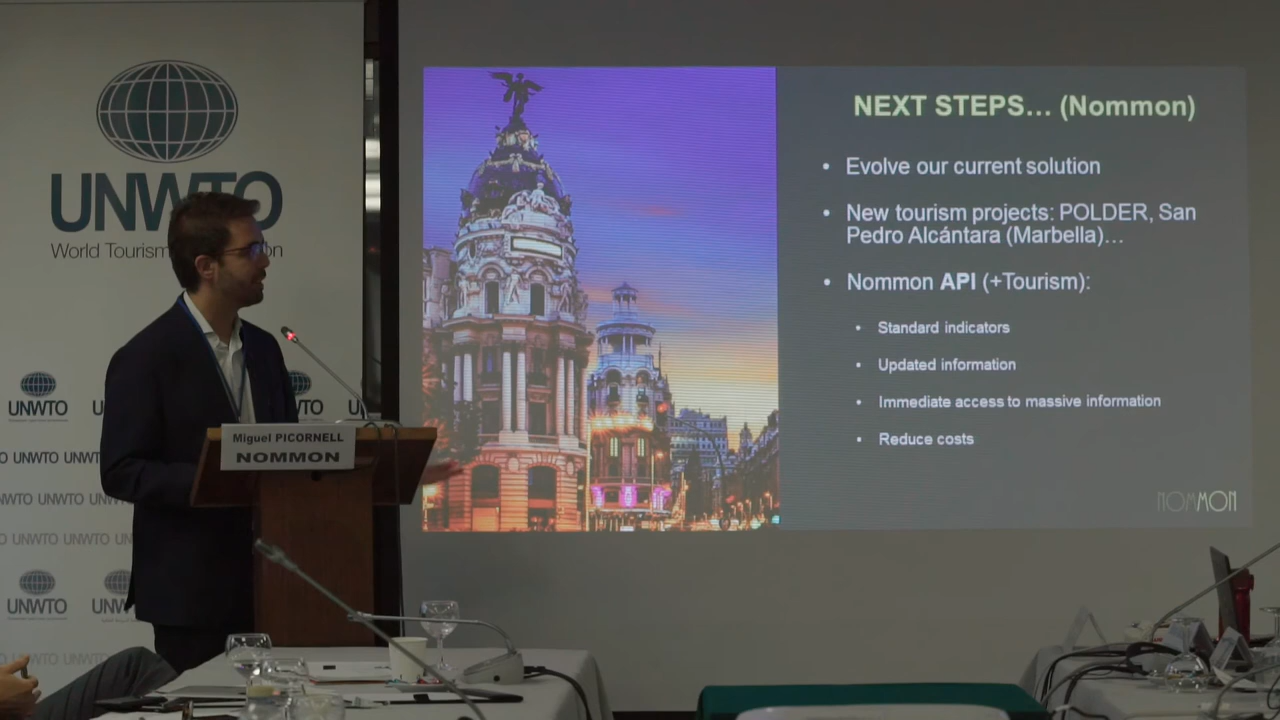 UNWTO
World Tourism
UNWTO
UNWTO UNWTO
UNWTO UNWTO
UNWTO UNWTO
UNWTO
UNWTO UNWTO
Miguel PICORNELL
NOMMON
NEXT STEPS… (Nommon)
• Evolve our current solution
• New tourism projects: POLDER, San
Pedro Alcántara (Marbella)…
• Nommon API (+Tourism):
• Standard indicators
• Updated information
• Immediate access to massive information
• Reduce costs
NOMMON